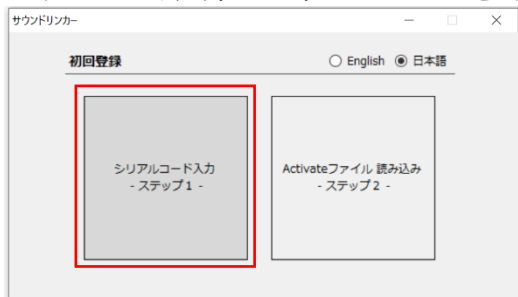 サウンドリンカー
初回登録
English 日本語
シリアルコード入力
- ステップ1 -
Activateファイル 読み込み
- ステップ2 -